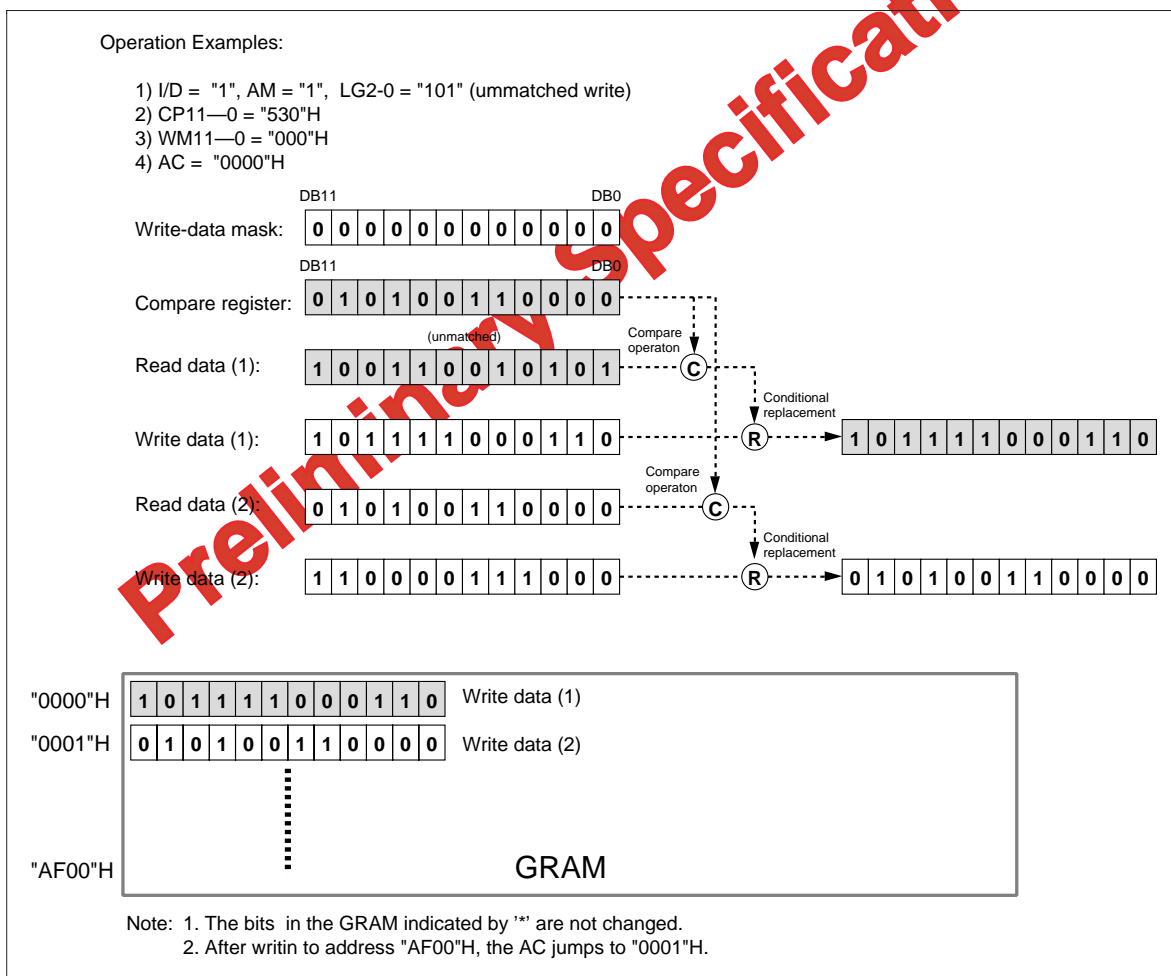 Operation Examples:
1) I/D = "1", AM = "1", LG2-0 = "101" (ummatched write)
2) CP11—0 = "530"H
3) WM11—0 = "000"H
4) AC = "0000"H
DB11 DB0
Write-data mask: 0 0 0 0 0 0 0 0 0 0 0 0
DB11 DB0
Compare register: 0 1 0 1 0 0 1 1 0 0 0 0
(unmatched)
Compare
operaton
Read data (1): 1 0 0 1 1 0 0 1 0 1 0 1 C
Conditional
replacement
Write data (1): 1 0 1 1 1 1 0 0 0 1 1 0 R 1 0 1 1 1 1 0 0 0 1 1 0
Compare
operaton
Read data (2): 0 1 0 1 0 0 1 1 0 0 0 0 C
Conditional
replacement
Write data (2): 1 1 0 0 0 0 1 1 1 0 0 0 R 0 1 0 1 0 0 1 1 0 0 0 0
Preliminary Specificati
"0000"H 1 0 1 1 1 1 0 0 0 1 1 0 Write data (1)
"0001"H 0 1 0 1 0 0 1 1 0 0 0 0 Write data (2)
"AF00"H GRAM
Note: 1. The bits in the GRAM indicated by '*' are not changed.
2. After writin to address "AF00"H, the AC jumps to "0001"H.